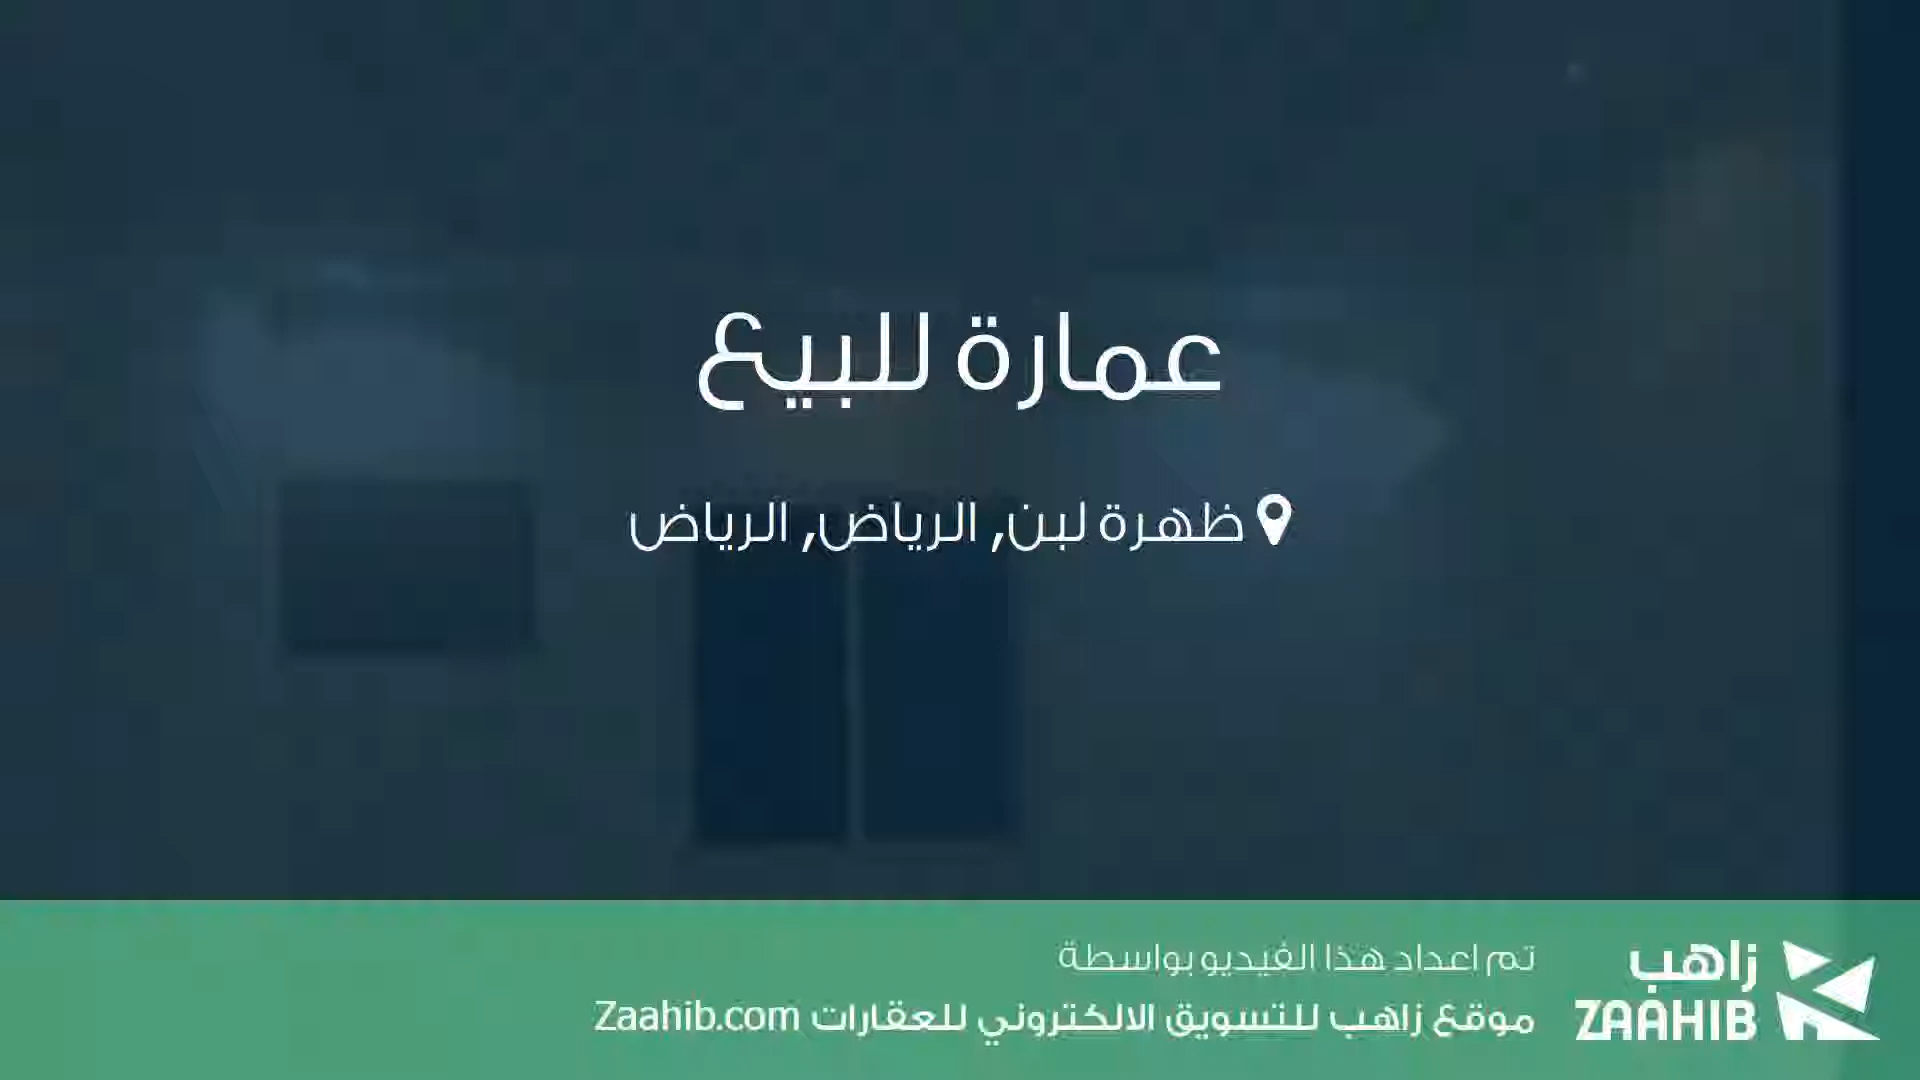 عمارة للبيع
ظهرة لبن, الرياض, الرياض
تم اعداد هذا الفيديو بواسطة
موقع زاهب للتسويق الالكتروني للعقارات Zaahib.com
زاهب
ZAAHIB